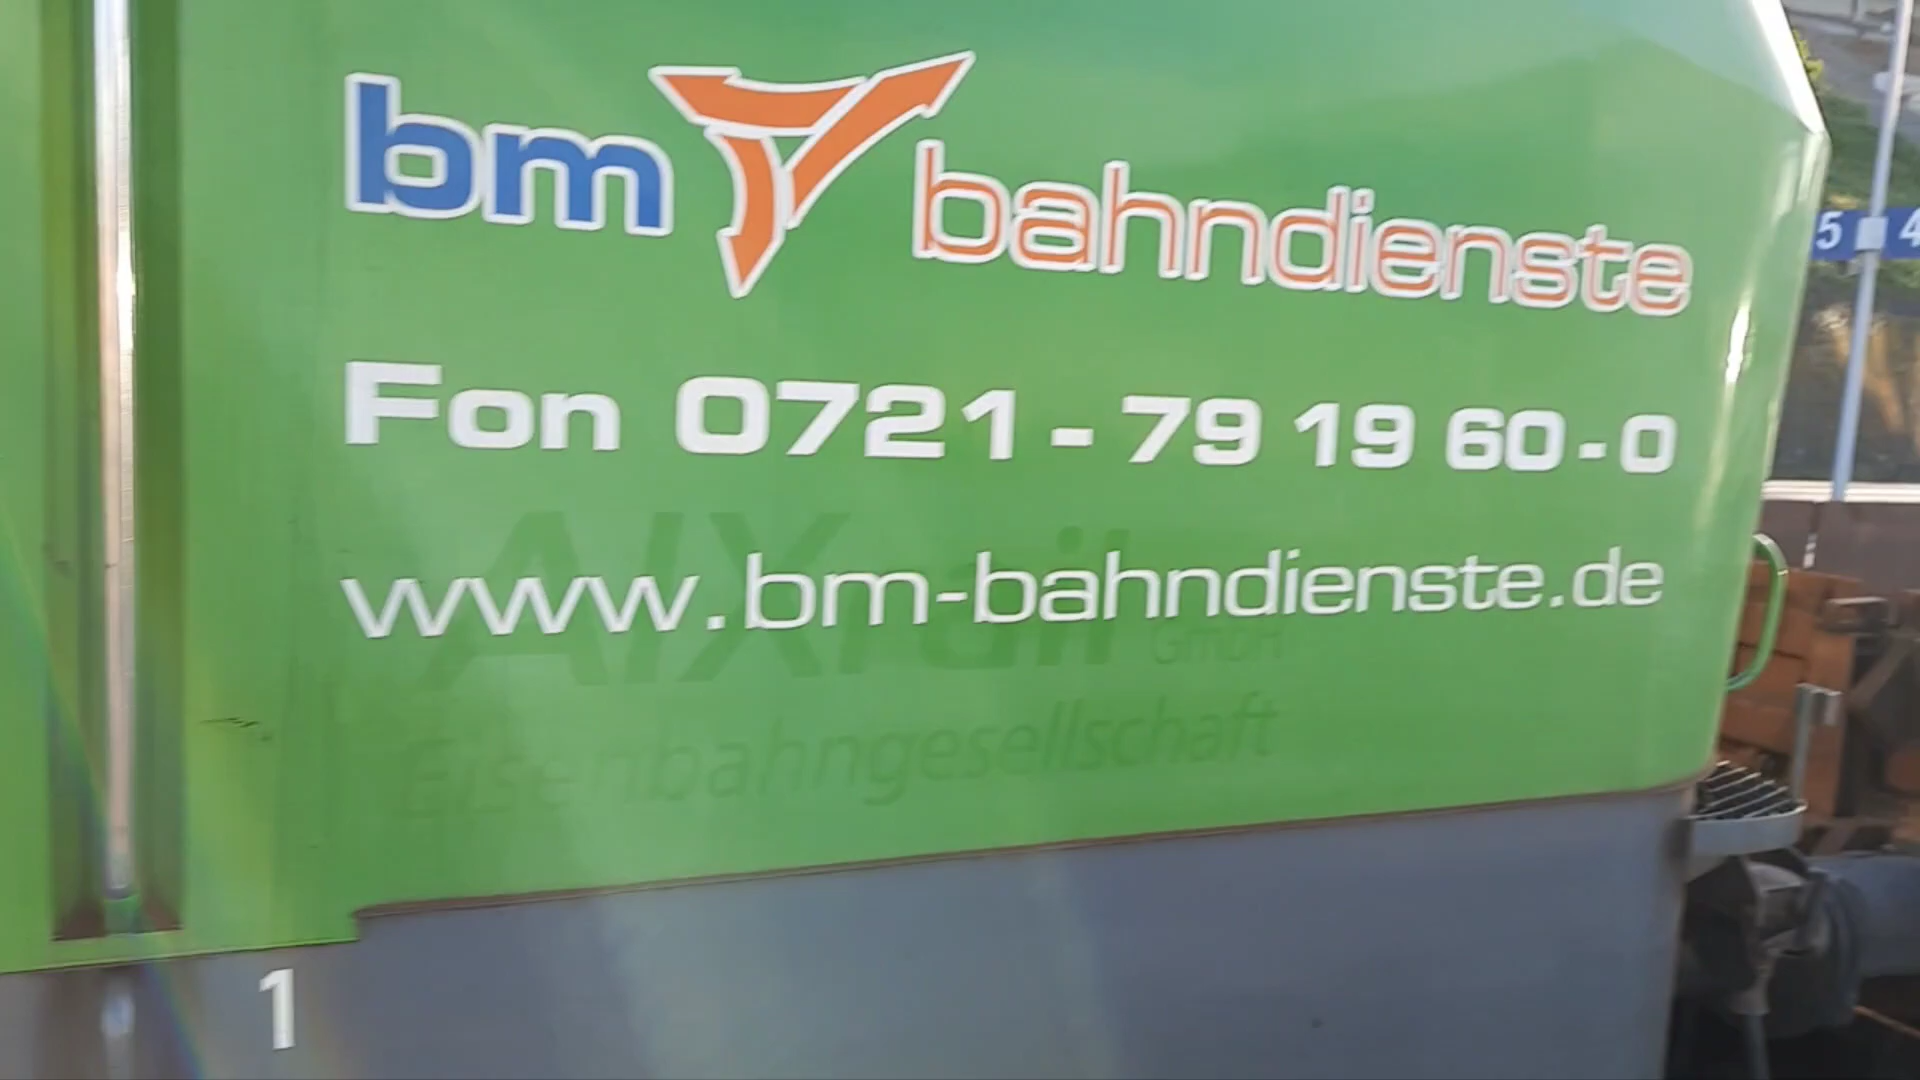 bm bahndienste
Fon 0721-79 19 60-0
www.bm-bahndienste.de
AIXrail GmbH
Eisenbahngesellschaft
1
5 4